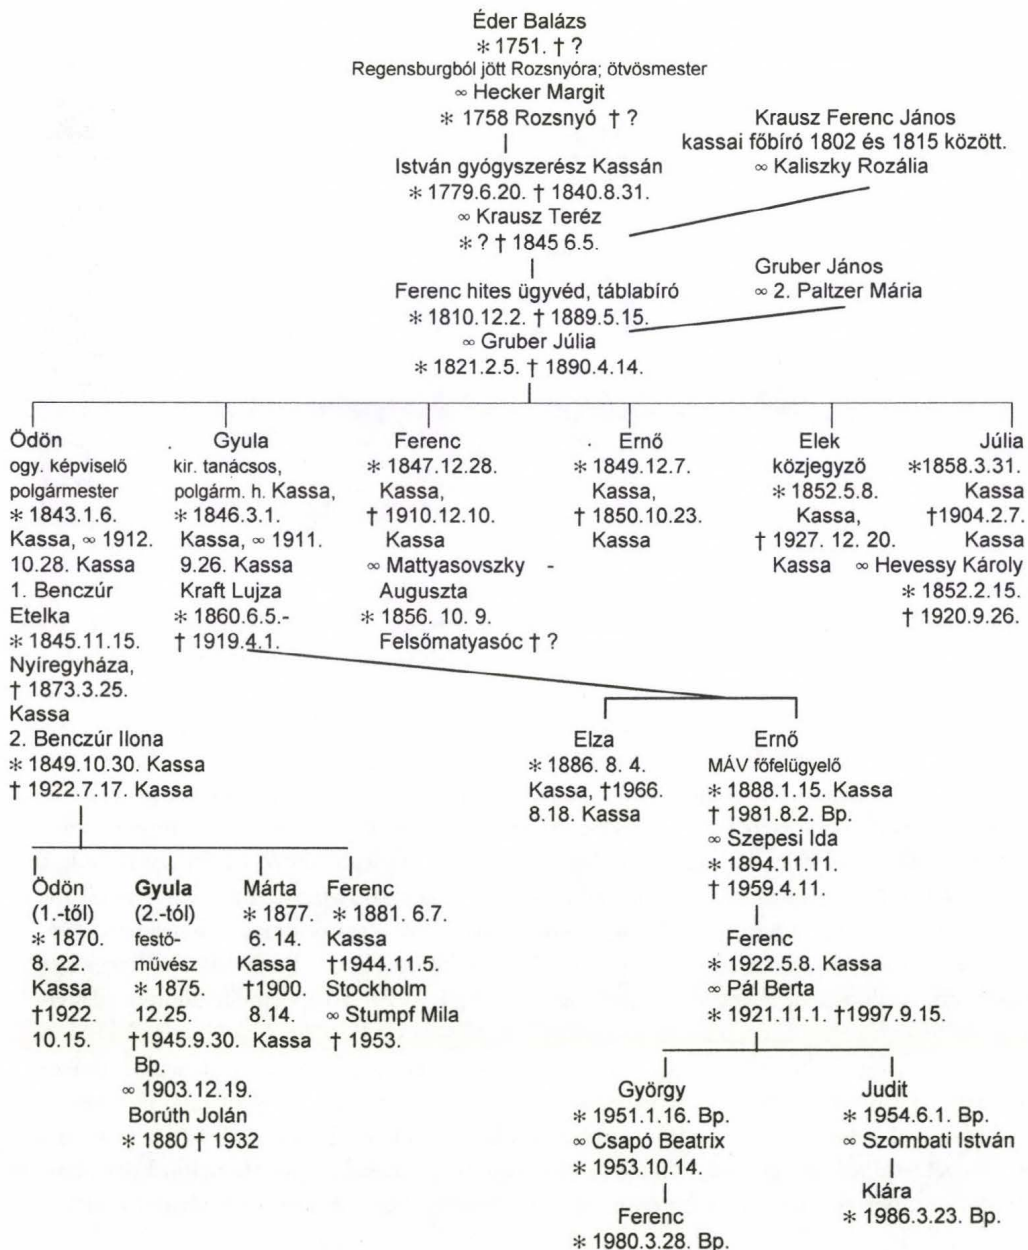 Éder Balázs
* 1751. † ?
Regensburgból jött Rozsnyóra; ötvösmester
∞ Hecker Margit
* 1758 Rozsnyó † ?
Krausz Ferenc János
kassai főbíró 1802 és 1815 között.
∞ Kaliszky Rozália
István gyógyszerész Kassán
* 1779.6.20. † 1840.8.31.
∞ Krausz Teréz
* ? † 1845 6.5.
Gruber János
∞ 2. Paltzer Mária
Ferenc hites ügyvéd, táblabíró
* 1810.12.2. † 1889.5.15.
∞ Gruber Júlia
* 1821.2.5. † 1890.4.14.
Ödön
ogy. képviselő
polgármester
* 1843.1.6.
Kassa, ∞ 1912.
10.28. Kassa
1. Benczúr
Etelka
* 1845.11.15.
Nyíregyháza,
† 1873.3.25.
Kassa
2. Benczúr Ilona
* 1849.10.30. Kassa
† 1922.7.17. Kassa
Gyula
kir. tanácsos,
polgárm. h. Kassa,
* 1846.3.1.
Kassa, ∞ 1911.
9.26. Kassa
Kraft Lujza
* 1860.6.5.-
† 1919.4.1.
Ferenc
* 1847.12.28.
Kassa,
† 1910.12.10.
Kassa
∞ Mattyasovszky -
Auguszta
* 1856. 10. 9.
Felsőmatyasóc † ?
Ernő
* 1849.12.7.
Kassa,
† 1850.10.23.
Kassa
Elek
közjegyző
* 1852.5.8.
Kassa,
† 1927. 12. 20.
Kassa
Júlia
*1858.3.31.
Kassa
†1904.2.7.
Kassa
∞ Hevessy Károly
* 1852.2.15.
† 1920.9.26.
Elza
* 1886. 8. 4.
Kassa, †1966.
8.18. Kassa
Ernő
MÁV főfelügyelő
* 1888.1.15. Kassa
† 1981.8.2. Bp.
∞ Szepesi Ida
* 1894.11.11.
† 1959.4.11.
Ödön
(1.-től)
* 1870.
8.22.
Kassa
†1922.
10.15.
Gyula
(2.-tól)
festő-
művész
* 1875.
12.25.
†1945.9.30.
Bp.
∞ 1903.12.19.
Borúth Jolán
* 1880 † 1932
Márta
* 1877.
6. 14.
Kassa
†1900.
8.14.
Kassa
Ferenc
* 1881. 6.7.
Kassa
†1944.11.5.
Stockholm
∞ Stumpf Mila
† 1953.
Ferenc
* 1922.5.8. Kassa
∞ Pál Berta
* 1921.11.1. †1997.9.15.
György
* 1951.1.16. Bp.
∞ Csapó Beatrix
* 1953.10.14.
Ferenc
* 1980.3.28. Bp.
Judit
* 1954.6.1. Bp.
∞ Szombati István
Klára
* 1986.3.23. Bp.